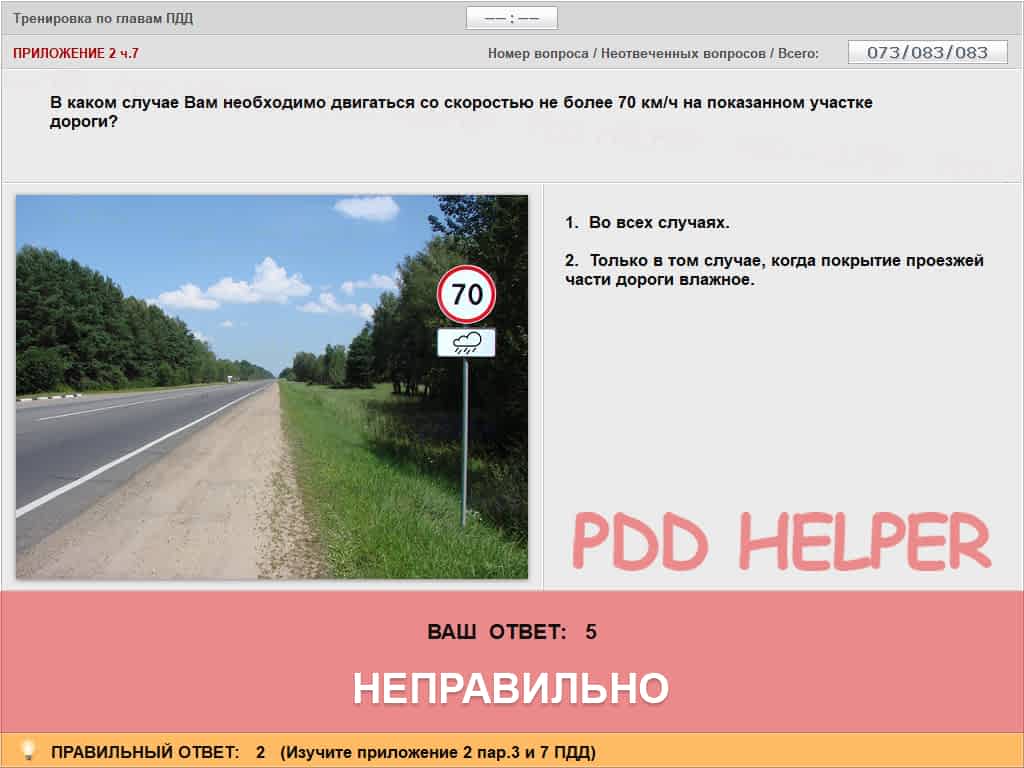 Тренировка по главам ПДД
—— : ——
ПРИЛОЖЕНИЕ 2 ч.7
Номер вопроса / Неотвеченных вопросов / Всего:
073/083/083
В каком случае Вам необходимо двигаться со скоростью не более 70 км/ч на показанном участке
дороги?
70
1. Во всех случаях.
2. Только в том случае, когда покрытие проезжей
части дороги влажное.
PDD HELPER
ВАШ ОТВЕТ: 5
НЕПРАВИЛЬНО
ПРАВИЛЬНЫЙ ОТВЕТ: 2 (Изучите приложение 2 пар.3 и 7 ПДД)